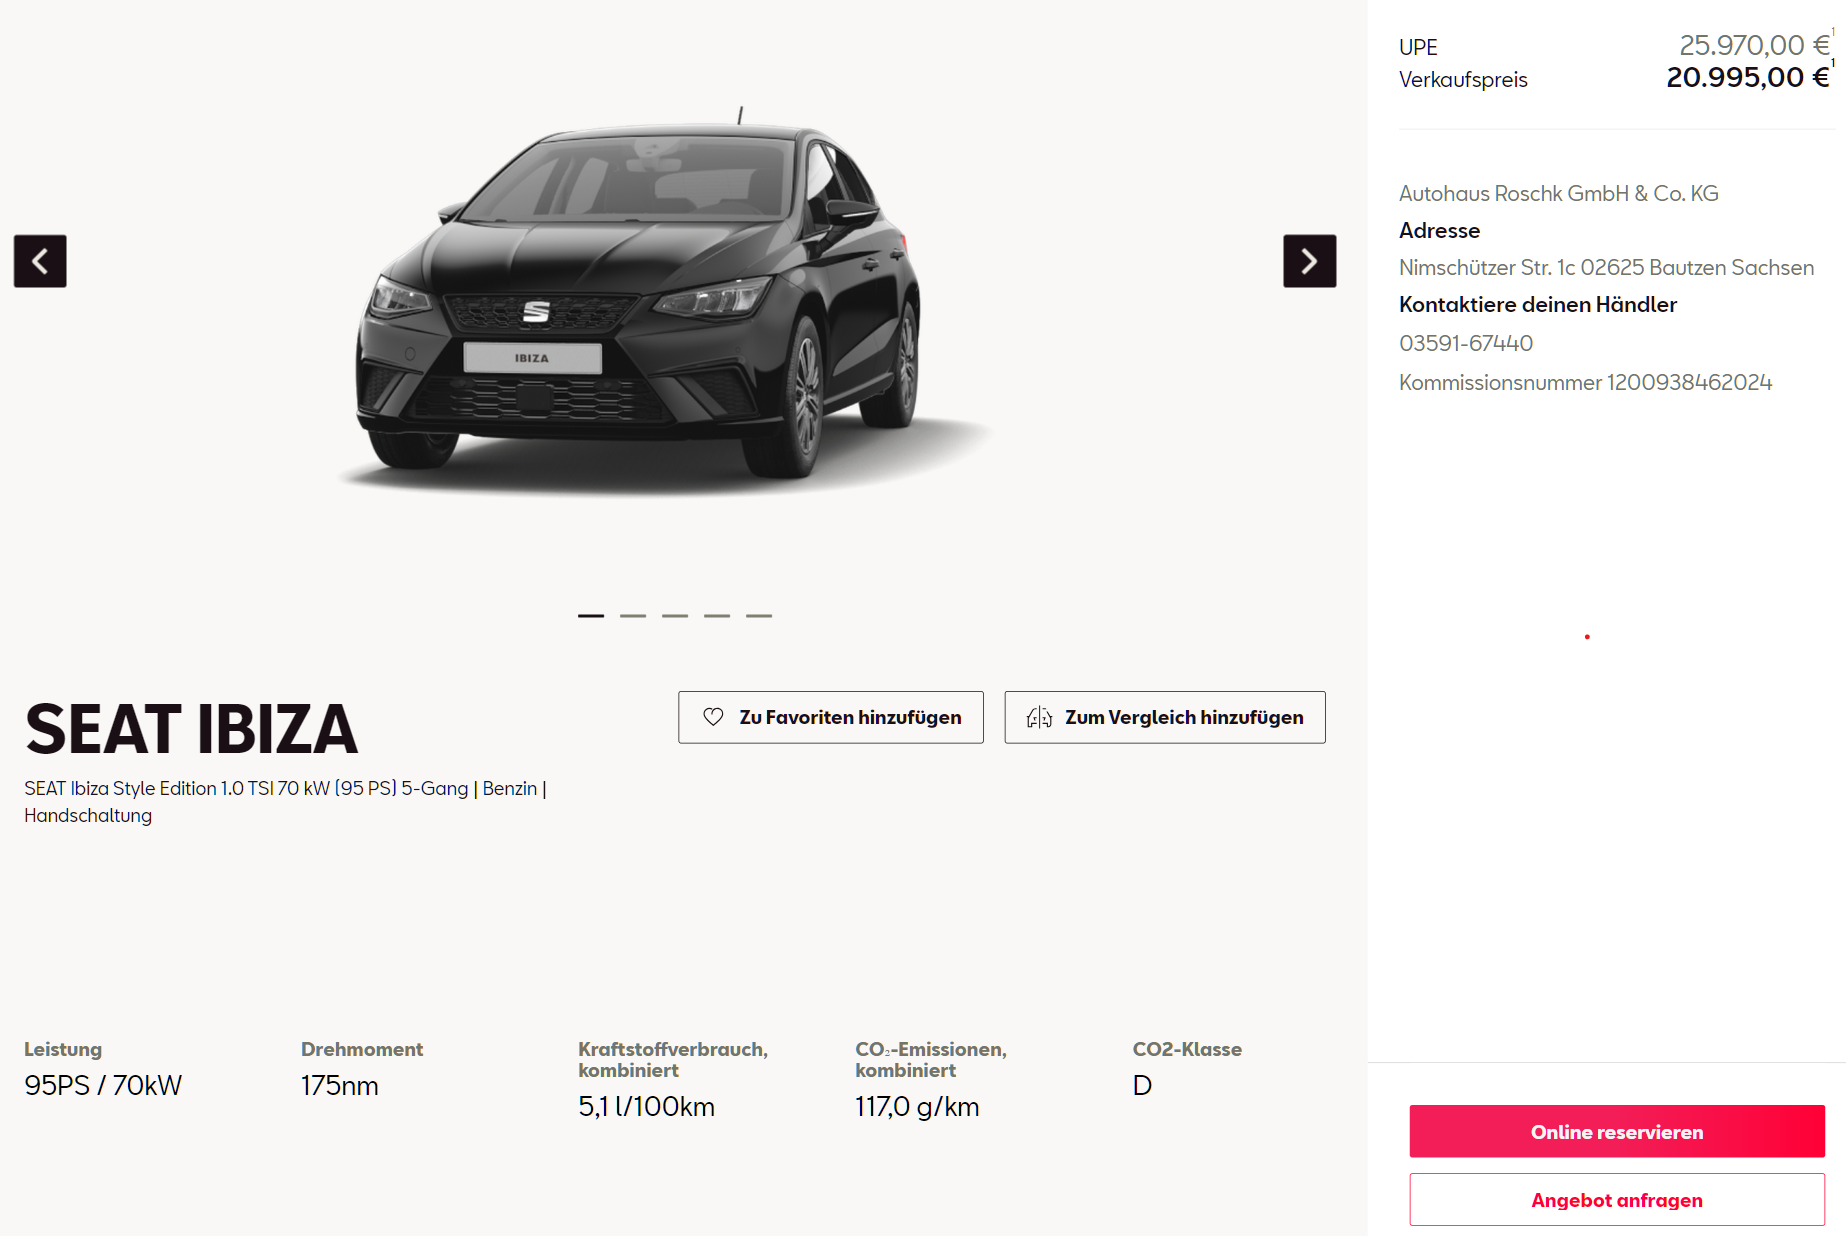 IBIZA
SEAT IBIZA
SEAT Ibiza Style Edition 1.0 TSI 70 kW (95 PS) 5-Gang | Benzin |
Handschaltung
Zu Favoriten hinzufügen
Zum Vergleich hinzufügen
Leistung
95PS / 70kW
Drehmoment
175nm
Kraftstoffverbrauch,
kombiniert
5,1 l/100km
CO₂-Emissionen,
kombiniert
117,0 g/km
CO2-Klasse
D
UPE 25.970,00 €¹
Verkaufspreis 20.995,00 €¹
Autohaus Roschk GmbH & Co. KG
Adresse
Nimschützer Str. 1c 02625 Bautzen Sachsen
Kontaktiere deinen Händler
03591-67440
Kommissionsnummer 1200938462024
Online reservieren
Angebot anfragen